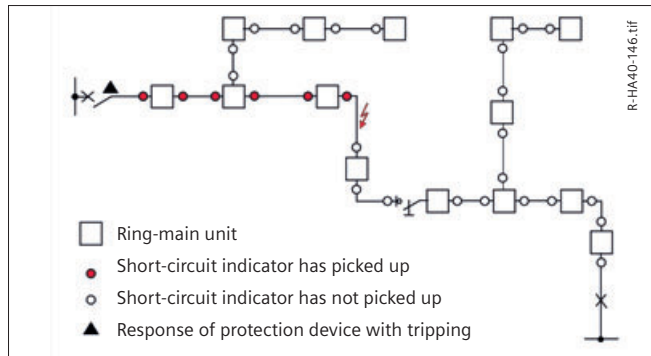 R-HA40-146.tif
Ring-main unit
Short-circuit indicator has picked up
Short-circuit indicator has not picked up
Response of protection device with tripping